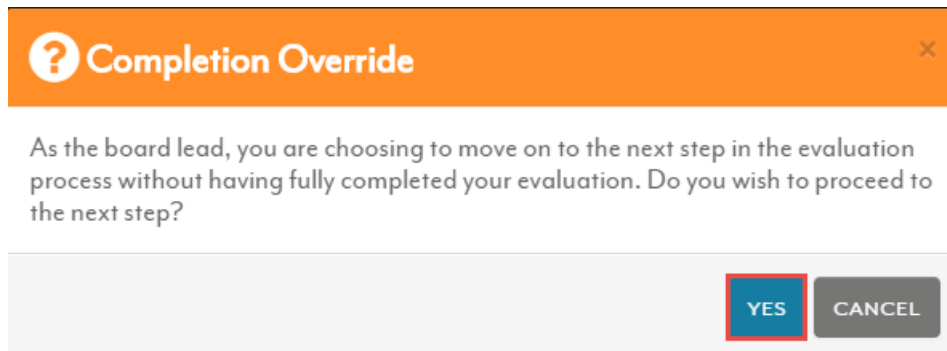 Completion Override
As the board lead, you are choosing to move on to the next step in the evaluation
process without having fully completed your evaluation. Do you wish to proceed to
the next step?
YES CANCEL